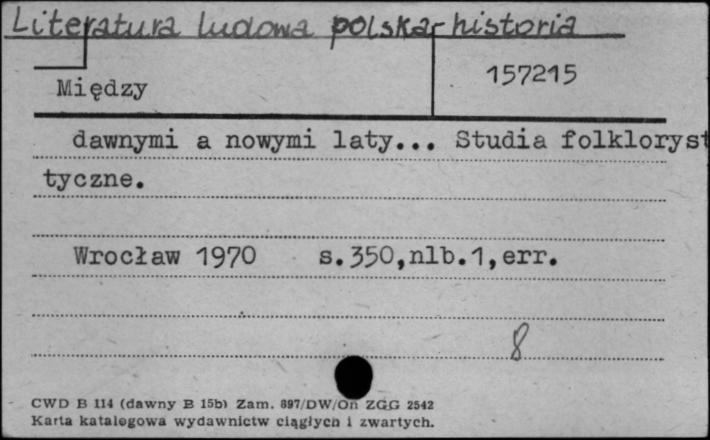 Literatura ludowa polska - historia
157215
Między
dawnymi a nowymi laty... Studia folkloryst
tyczne.
Wrocław 1970 s.350,nlb.1,err.
8
CWD B 114 (dawny B 15b) Zam. 897/DW/On ZGG 2542
Karta katalogowa wydawnictw ciągłych i zwartych.